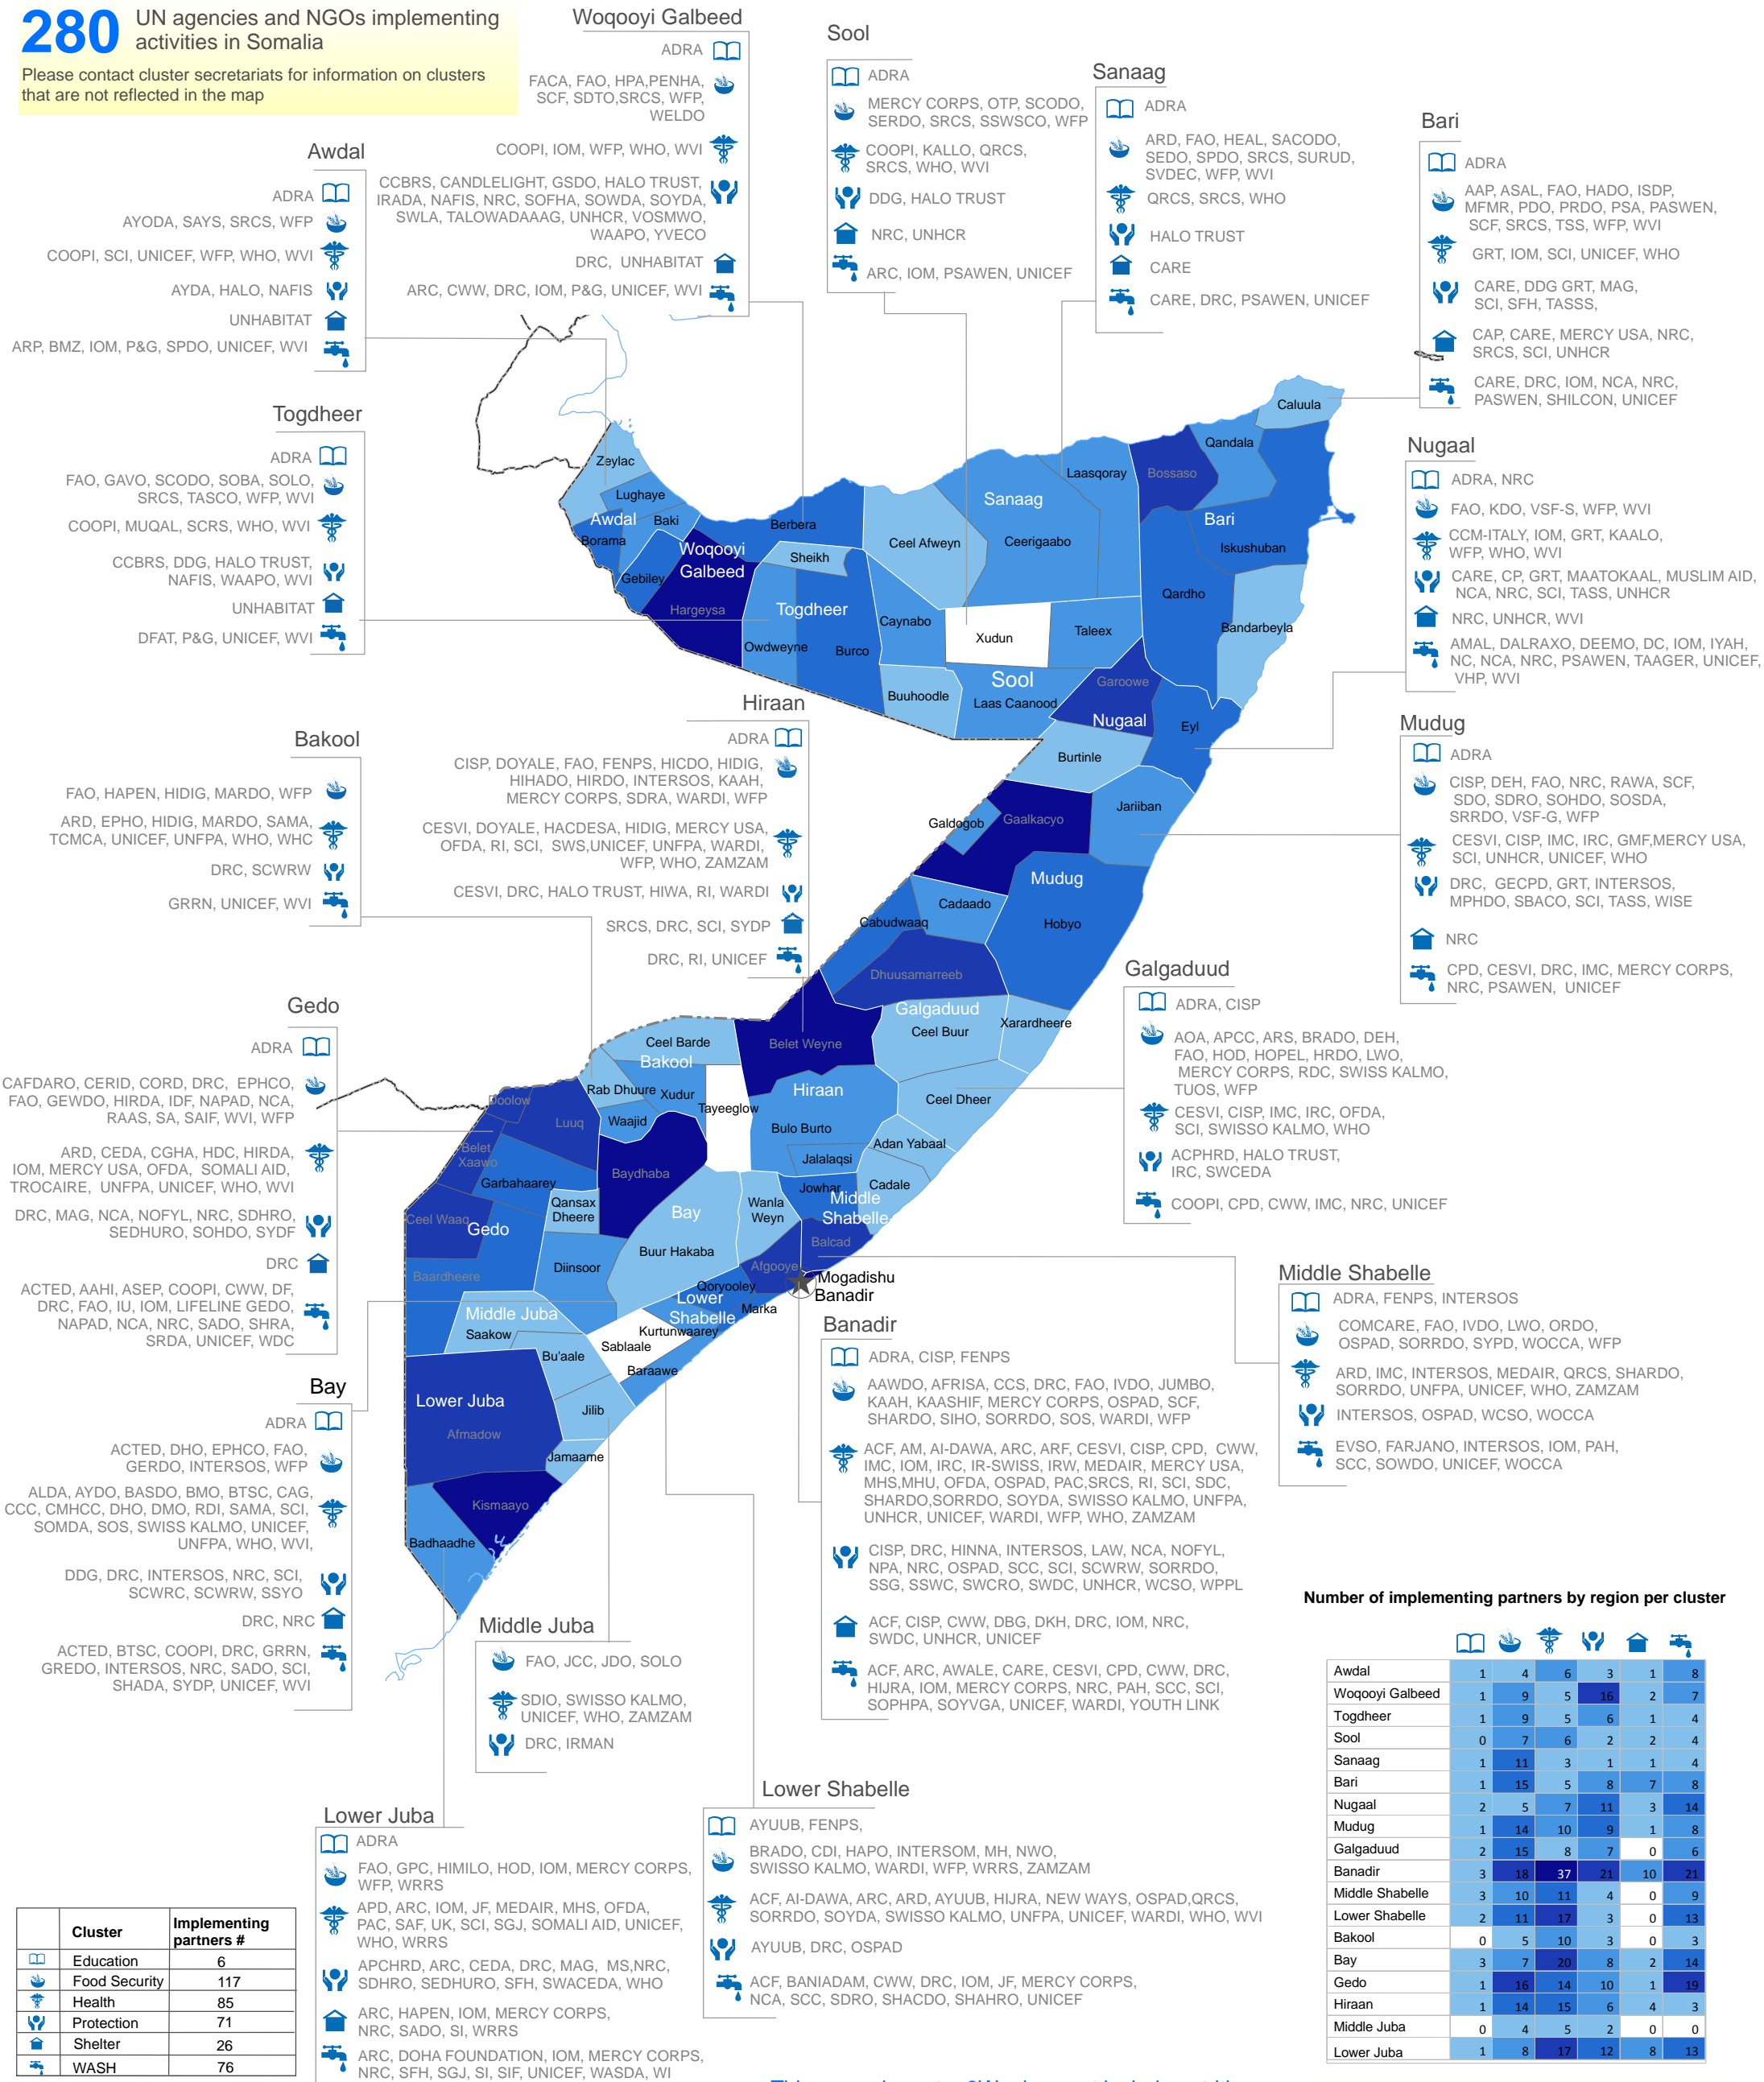 280 UN agencies and NGOs implementing
activities in Somalia
Please contact cluster secretariats for information on clusters
that are not reflected in the map
Woqooyi Galbeed
ADRA
FACA, FAO, HPA,PENHA,
SCF, SDTO,SRCS, WFP,
WELDO
COOPI, IOM, WFP, WHO, WVI
CCBRS, CANDLELIGHT, GSDO, HALO TRUST,
IRADA, NAFIS, NRC, SOFHA, SOWDA, SOYDA,
SWLA, TALOWADAAAG, UNHCR, VOSMWO,
WAAPO, YVECO
DRC, UNHABITAT
ARC, CWW, DRC, IOM, P&G, UNICEF, WVI
Sool
ADRA
MERCY CORPS, OTP, SCODO,
SERDO, SRCS, SSWSCO, WFP
COOPI, KALLO, QRCS,
SRCS, WHO, WVI
DDG, HALO TRUST
NRC, UNHCR
ARC, IOM, PSAWEN, UNICEF
Sanaag
ADRA
ARD, FAO, HEAL, SACODO,
SEDO, SPDO, SRCS, SURUD,
SVDEC, WFP, WVI
QRCS, SRCS, WHO
HALO TRUST
CARE
CARE, DRC, PSAWEN, UNICEF
Bari
ADRA
AAP, ASAL, FAO, HADO, ISDP,
MFMR, PDO, PRDO, PSA, PASWEN,
SCF, SRCS, TSS, WFP, WVI
GRT, IOM, SCI, UNICEF, WHO
CARE, DDG GRT, MAG,
SCI, SFH, TASSS,
CAP, CARE, MERCY USA, NRC,
SRCS, SCI, UNHCR
CARE, DRC, IOM, NCA, NRC,
PASWEN, SHILCON, UNICEF
Awdal
ADRA
AYODA, SAYS, SRCS, WFP
COOPI, SCI, UNICEF, WFP, WHO, WVI
AYDA, HALO, NAFIS
UNHABITAT
ARP, BMZ, IOM, P&G, SPDO, UNICEF, WVI
Togdheer
ADRA
FAO, GAVO, SCODO, SOBA, SOLO,
SRCS, TASCO, WFP, WVI
COOPI, MUQAL, SCRS, WHO, WVI
CCBRS, DDG, HALO TRUST,
NAFIS, WAAPO, WVI
UNHABITAT
DFAT, P&G, UNICEF, WVI
Nugaal
ADRA, NRC
FAO, KDO, VSF-S, WFP, WVI
CCM-ITALY, IOM, GRT, KAALO,
WFP, WHO, WVI
CARE, CP, GRT, MAATOKAAL, MUSLIM AID,
NCA, NRC, SCI, TASS, UNHCR
NRC, UNHCR, WVI
AMAL, DALRAXO, DEEMO, DC, IOM, IYAH,
NC, NCA, NRC, PSAWEN, TAAGER, UNICEF,
VHP, WVI
Hiraan
ADRA
CISP, DOYALE, FAO, FENPS, HICDO, HIDIG,
HIHADO, HIRDO, INTERSOS, KAAH,
MERCY CORPS, SDRA, WARDI, WFP
CESVI, DOYALE, HACDESA, HIDIG, MERCY USA,
OFDA, RI, SCI, SWS,UNICEF, UNFPA, WARDI,
WFP, WHO, ZAMZAM
CESVI, DRC, HALO TRUST, HIWA, RI, WARDI
SRCS, DRC, SCI, SYDP
DRC, RI, UNICEF
Bakool
FAO, HAPEN, HIDIG, MARDO, WFP
ARD, EPHO, HIDIG, MARDO, SAMA,
TCMCA, UNICEF, UNFPA, WHO, WHC
DRC, SCWRW
GRRN, UNICEF, WVI
Mudug
ADRA
CISP, DEH, FAO, NRC, RAWA, SCF,
SDO, SDRO, SOHDO, SOSDA,
SRRDO, VSF-G, WFP
CESVI, CISP, IMC, IRC, GMF,MERCY USA,
SCI, UNHCR, UNICEF, WHO
DRC, GECPD, GRT, INTERSOS,
MPHDO, SBACO, SCI, TASS, WISE
NRC
CPD, CESVI, DRC, IMC, MERCY CORPS,
NRC, PSAWEN, UNICEF
Galgaduud
ADRA, CISP
AOA, APCC, ARS, BRADO, DEH,
FAO, HOD, HOPEL, HRDO, LWO,
MERCY CORPS, RDC, SWISS KALMO,
TUOS, WFP
CESVI, CISP, IMC, IRC, OFDA,
SCI, SWISSO KALMO, WHO
ACPHRD, HALO TRUST,
IRC, SWCEDA
COOPI, CPD, CWW, IMC, NRC, UNICEF
Gedo
ADRA
CAFDARO, CERID, CORD, DRC, EPHCO,
FAO, GEWDO, HIRDA, IDF, NAPAD, NCA,
RAAS, SA, SAIF, WVI, WFP
ARD, CEDA, CGHA, HDC, HIRDA,
IOM, MERCY USA, OFDA, SOMALI AID,
TROCAIRE, UNFPA, UNICEF, WHO, WVI
DRC, MAG, NCA, NOFYL, NRC, SDHRO,
SEDHURO, SOHDO, SYDF
DRC
ACTED, AAHI, ASEP, COOPI, CWW, DF,
DRC, FAO, IU, IOM, LIFELINE GEDO,
NAPAD, NCA, NRC, SADO, SHRA,
SRDA, UNICEF, WDC
Bay
ADRA
ACTED, DHO, EPHCO, FAO,
GERDO, INTERSOS, WFP
ALDA, AYDO, BASDO, BMO, BTSC, CAG,
CCC, CMHCC, DHO, DMO, RDI, SAMA, SCI,
SOMDA, SOS, SWISS KALMO, UNICEF,
UNFPA, WHO, WVI,
DDG, DRC, INTERSOS, NRC, SCI,
SCWRC, SCWRW, SSYO
DRC, NRC
ACTED, BTSC, COOPI, DRC, GRRN,
GREDO, INTERSOS, NRC, SADO, SCI,
SHADA, SYDP, UNICEF, WVI
Middle Shabelle
ADRA, FENPS, INTERSOS
COMCARE, FAO, IVDO, LWO, ORDO,
OSPAD, SORRDO, SYPD, WOCCA, WFP
ARD, IMC, INTERSOS, MEDAIR, QRCS, SHARDO,
SORRDO, UNFPA, UNICEF, WHO, ZAMZAM
INTERSOS, OSPAD, WCSO, WOCCA
EVSO, FARJANO, INTERSOS, IOM, PAH,
SCC, SOWDO, UNICEF, WOCCA
Banadir
ADRA, CISP, FENPS
AAWDO, AFRISA, CCS, DRC, FAO, IVDO, JUMBO,
KAAH, KAASHIF, MERCY CORPS, OSPAD, SCF,
SHARDO, SIHO, SORRDO, SOS, WARDI, WFP
ACF, AM, AI-DAWA, ARC, ARF, CESVI, CISP, CPD, CWW,
IMC, IOM, IRC, IR-SWISS, IRW, MEDAIR, MERCY USA,
MHS,MHU, OFDA, OSPAD, PAC,SRCS, RI, SCI, SDC,
SHARDO,SORRDO, SOYDA, SWISSO KALMO, UNFPA,
UNHCR, UNICEF, WARDI, WFP, WHO, ZAMZAM
CISP, DRC, HINNA, INTERSOS, LAW, NCA, NOFYL,
NPA, NRC, OSPAD, SCC, SCI, SCWRW, SORRDO,
SSG, SSWC, SWCRO, SWDC, UNHCR, WCSO, WPPL
ACF, CISP, CWW, DBG, DKH, DRC, IOM, NRC,
SWDC, UNHCR, UNICEF
ACF, ARC, AWALE, CARE, CESVI, CPD, CWW, DRC,
HIJRA, IOM, MERCY CORPS, NRC, PAH, SCC, SCI,
SOPHPA, SOYVGA, UNICEF, WARDI, YOUTH LINK
Middle Juba
FAO, JCC, JDO, SOLO
SDIO, SWISSO KALMO,
UNICEF, WHO, ZAMZAM
DRC, IRMAN
Lower Juba
ADRA
FAO, GPC, HIMILO, HOD, IOM, MERCY CORPS,
WFP, WRRS
APD, ARC, IOM, JF, MEDAIR, MHS, OFDA,
PAC, SAF, UK, SCI, SGJ, SOMALI AID, UNICEF,
WHO, WRRS
APCHRD, ARC, CEDA, DRC, MAG, MS,NRC,
SDHRO, SEDHURO, SFH, SWACEDA, WHO
ARC, HAPEN, IOM, MERCY CORPS,
NRC, SADO, SI, WRRS
ARC, DOHA FOUNDATION, IOM, MERCY CORPS,
NRC, SFH, SGJ, SI, SIF, UNICEF, WASDA, WI
Lower Shabelle
AYUUB, FENPS,
BRADO, CDI, HAPO, INTERSOM, MH, NWO,
SWISSO KALMO, WARDI, WFP, WRRS, ZAMZAM
ACF, AI-DAWA, ARC, ARD, AYUUB, HIJRA, NEW WAYS, OSPAD,QRCS,
SORRDO, SOYDA, SWISSO KALMO, UNFPA, UNICEF, WARDI, WHO, WVI
AYUUB, DRC, OSPAD
ACF, BANIADAM, CWW, DRC, IOM, JF, MERCY CORPS,
NCA, SCC, SDRO, SHACDO, SHAHRO, UNICEF
Caluula
Qandala
Zeylac
Laasqoray
Bossaso
Lughaye
Sanaag
Awdal
Baki
Berbera
Bari
Borama
Woqooyi
Galbeed
Sheikh
Ceel Afweyn
Ceerigaabo
Iskushuban
Gebiley
Hargeysa
Togdheer
Caynabo
Xudun
Taleex
Qardho
Bandarbeyla
Owdweyne
Burco
Buuhoodle
Sool
Laas Caanood
Garoowe
Nugaal
Eyl
Burtinle
Jariiban
Galdogob
Gaalkacyo
Mudug
Cadaado
Cabudwaaq
Hobyo
Dhuusamarreeb
Galgaduud
Xarardheere
Ceel Buur
Belet Weyne
Ceel Barde
Bakool
Rab Dhuure
Xudur
Tayeeglow
Hiraan
Ceel Dheer
Doolow
Luuq
Waajid
Bulo Burto
Adan Yabaal
Belet
Xaawo
Garbahaarey
Baydhaba
Jalalaqsi
Jowhar
Cadale
Qansax
Dheere
Wanla
Weyn
Middle
Shabelle
Ceel Waaq
Gedo
Bay
Balcad
Buur Hakaba
Baardheere
Diinsoor
Afgooye
Mogadishu
Banadir
Qoryooley
Lower
Shabelle
Marka
Middle Juba
Saakow
Kurtunwaarey
Sablaale
Bu'aale
Baraawe
Lower Juba
Jilib
Afmadow
Jamaame
Kismaayo
Badhaadhe
Number of implementing partners by region per cluster
Awdal 1 4 6 3 1 8
Woqooyi Galbeed 1 9 5 16 2 7
Togdheer 1 9 5 6 1 4
Sool 0 7 6 2 2 4
Sanaag 1 11 3 1 1 4
Bari 1 15 5 8 7 8
Nugaal 2 5 7 11 3 14
Mudug 1 14 10 9 1 8
Galgaduud 2 15 8 7 0 6
Banadir 3 18 37 21 10 21
Middle Shabelle 3 10 11 4 0 9
Lower Shabelle 2 11 17 3 0 13
Bakool 0 5 10 3 0 3
Bay 3 7 20 8 2 14
Gedo 1 16 14 10 1 19
Hiraan 1 14 15 6 4 3
Middle Juba 0 4 5 2 0 0
Lower Juba 1 8 17 12 8 13
Cluster Implementing
partners #
Education 6
Food Security 117
Health 85
Protection 71
Shelter 26
WASH 76